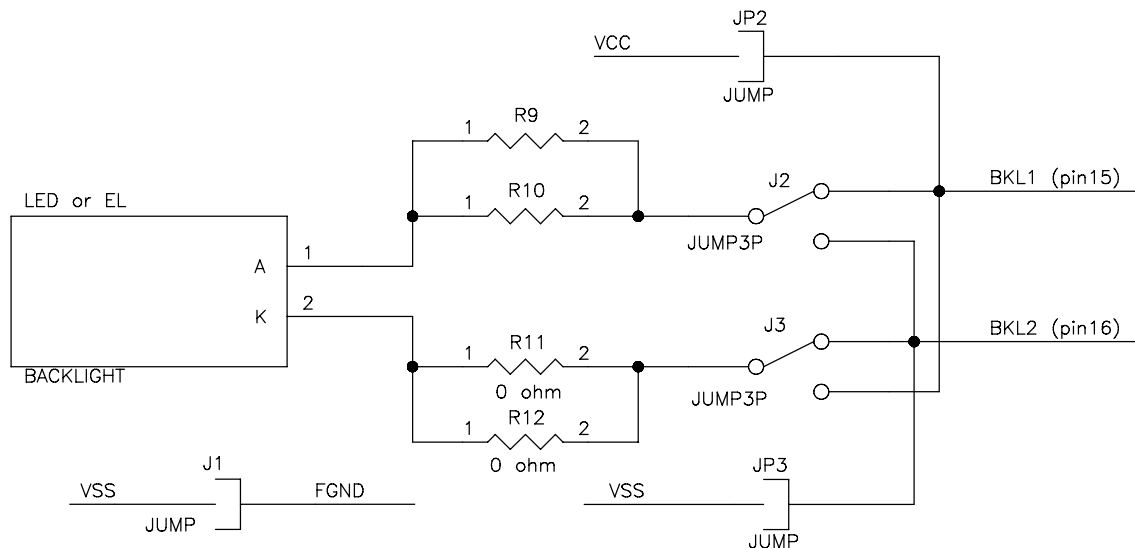 JP2
VCC
JUMP
R9
1 2
R10
1 2
LED or EL
J2
BKL1 (pin15)
JUMP3P
A 1
K 2
BACKLIGHT
J3
BKL2 (pin16)
R11
1 2
0 ohm
JUMP3P
R12
1 2
0 ohm
J1
VSS
FGND
JUMP
JP3
VSS
JUMP